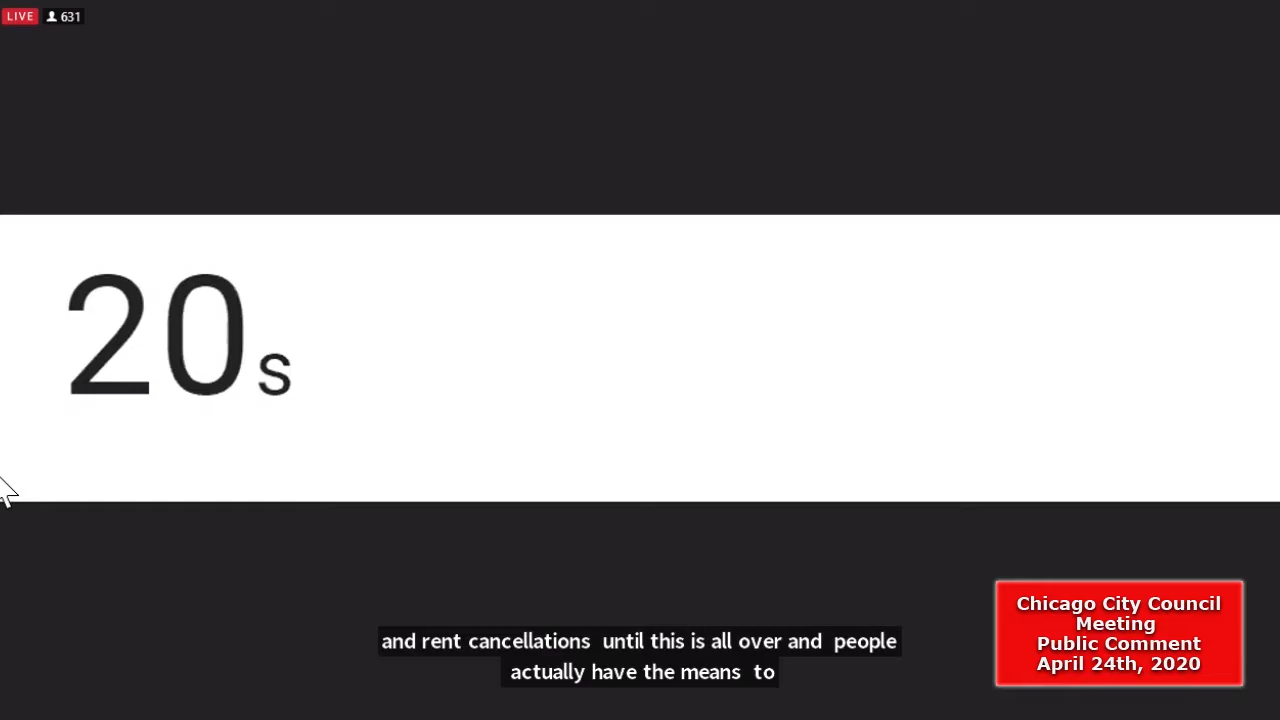 LIVE 631
20s
and rent cancellations until this is all over and people
actually have the means to
Chicago City Council
Meeting
Public Comment
April 24th, 2020